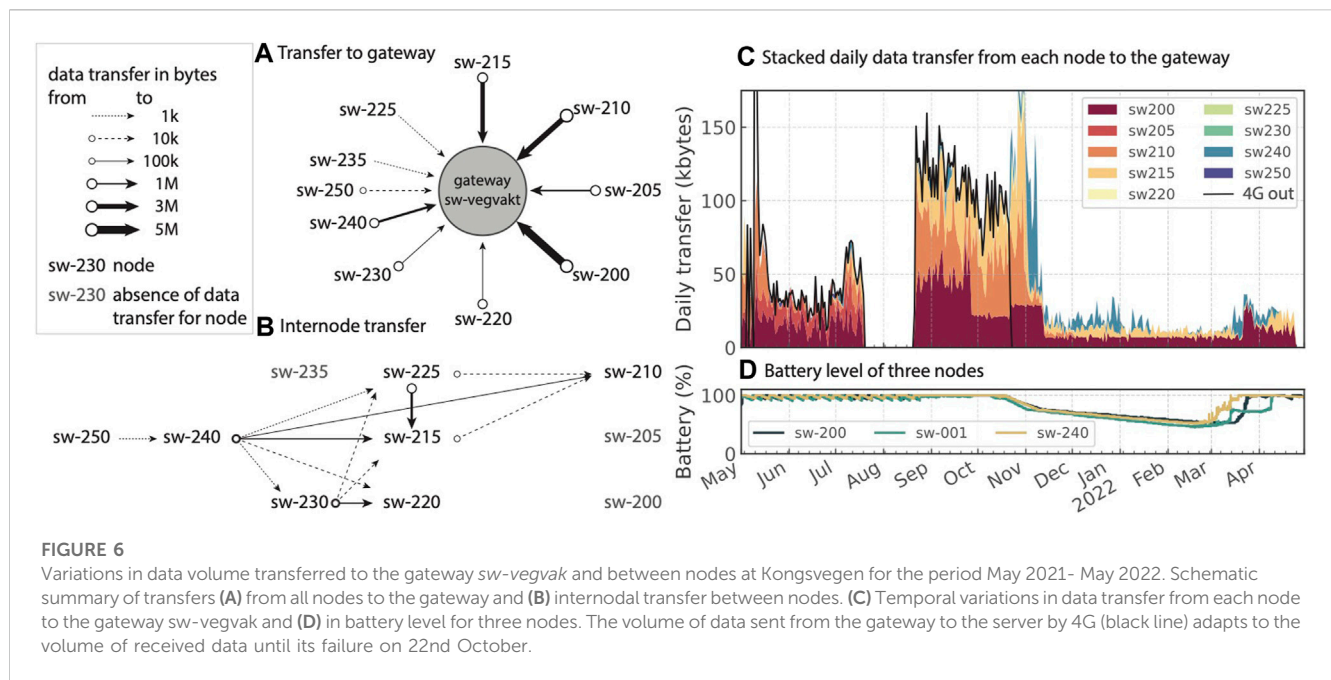 data transfer in bytes
from to
1k
10k
100k
1M
3M
5M
sw-230 node
sw-230 absence of data
transfer for node
A Transfer to gateway
sw-215
sw-225
sw-210
sw-235
sw-250
gateway
sw-vegvakt
sw-205
sw-240
sw-230
sw-200
sw-220
B Internode transfer
sw-235 sw-225 sw-210
sw-250 sw-240 sw-215 sw-205
sw-230 sw-220 sw-200
C Stacked daily data transfer from each node to the gateway
Daily transfer (kbytes)
150
100
50
0
sw200 sw225
sw205 sw230
sw210 sw240
sw215 sw250
sw220 4G out
D Battery level of three nodes
Battery (%)
100
0
sw-200 sw-001 sw-240
May Jun Jul Aug Sep Oct Nov Dec Jan Feb Mar Apr
2022
FIGURE 6
Variations in data volume transferred to the gateway sw-vegvak and between nodes at Kongsvegen for the period May 2021- May 2022. Schematic
summary of transfers (A) from all nodes to the gateway and (B) internodal transfer between nodes. (C) Temporal variations in data transfer from each node
to the gateway sw-vegvak and (D) in battery level for three nodes. The volume of data sent from the gateway to the server by 4G (black line) adapts to the
volume of received data until its failure on 22nd October.